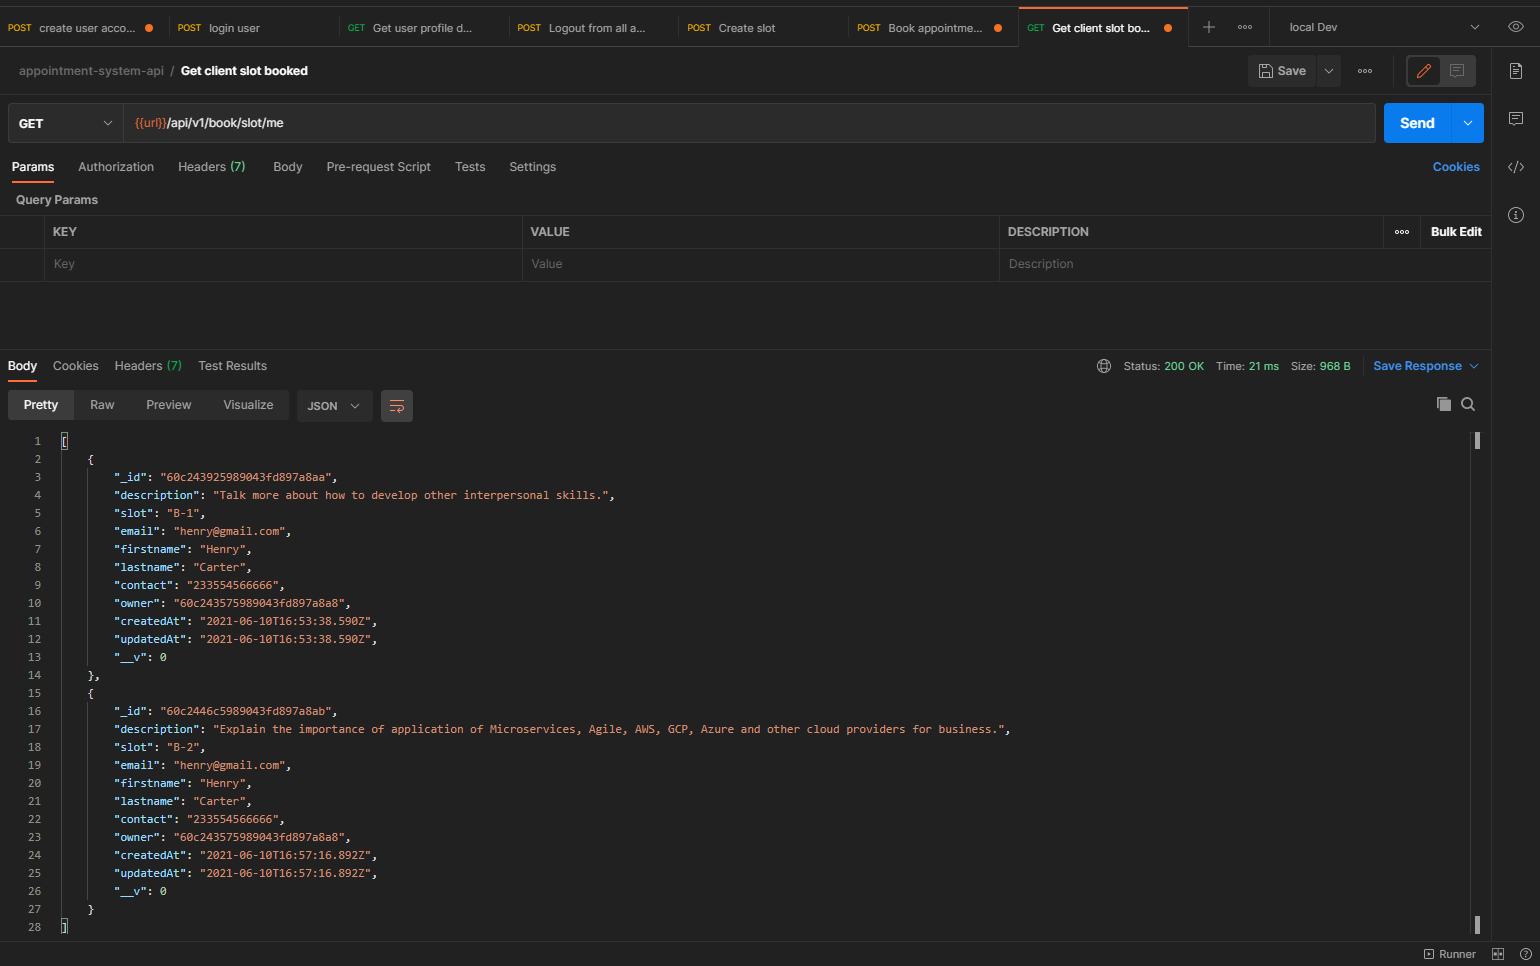 POST create user acco... POST login user GET Get user profile d... POST Logout from all a... POST Create slot POST Book appointme... GET Get client slot bo... local Dev
appointment-system-api / Get client slot booked Save
GET {{url}}/api/v1/book/slot/me Send
Params Authorization Headers (7) Body Pre-request Script Tests Settings Cookies
Query Params
KEY VALUE DESCRIPTION Bulk Edit
Key Value Description
Body Cookies Headers (7) Test Results Status: 200 OK Time: 21 ms Size: 968 B Save Response
Pretty Raw Preview Visualize JSON
1 [
2 {
3 "_id": "60c243925989043fd897a8aa",
4 "description": "Talk more about how to develop other interpersonal skills.",
5 "slot": "B-1",
6 "email": "henry@gmail.com",
7 "firstname": "Henry",
8 "lastname": "Carter",
9 "contact": "233554566666",
10 "owner": "60c243575989043fd897a8a8",
11 "createdAt": "2021-06-10T16:53:38.590Z",
12 "updatedAt": "2021-06-10T16:53:38.590Z",
13 "__v": 0
14 },
15 {
16 "_id": "60c2446c5989043fd897a8ab",
17 "description": "Explain the importance of application of Microservices, Agile, AWS, GCP, Azure and other cloud providers for business.",
18 "slot": "B-2",
19 "email": "henry@gmail.com",
20 "firstname": "Henry",
21 "lastname": "Carter",
22 "contact": "233554566666",
23 "owner": "60c243575989043fd897a8a8",
24 "createdAt": "2021-06-10T16:57:16.892Z",
25 "updatedAt": "2021-06-10T16:57:16.892Z",
26 "__v": 0
27 }
28 ]
Runner